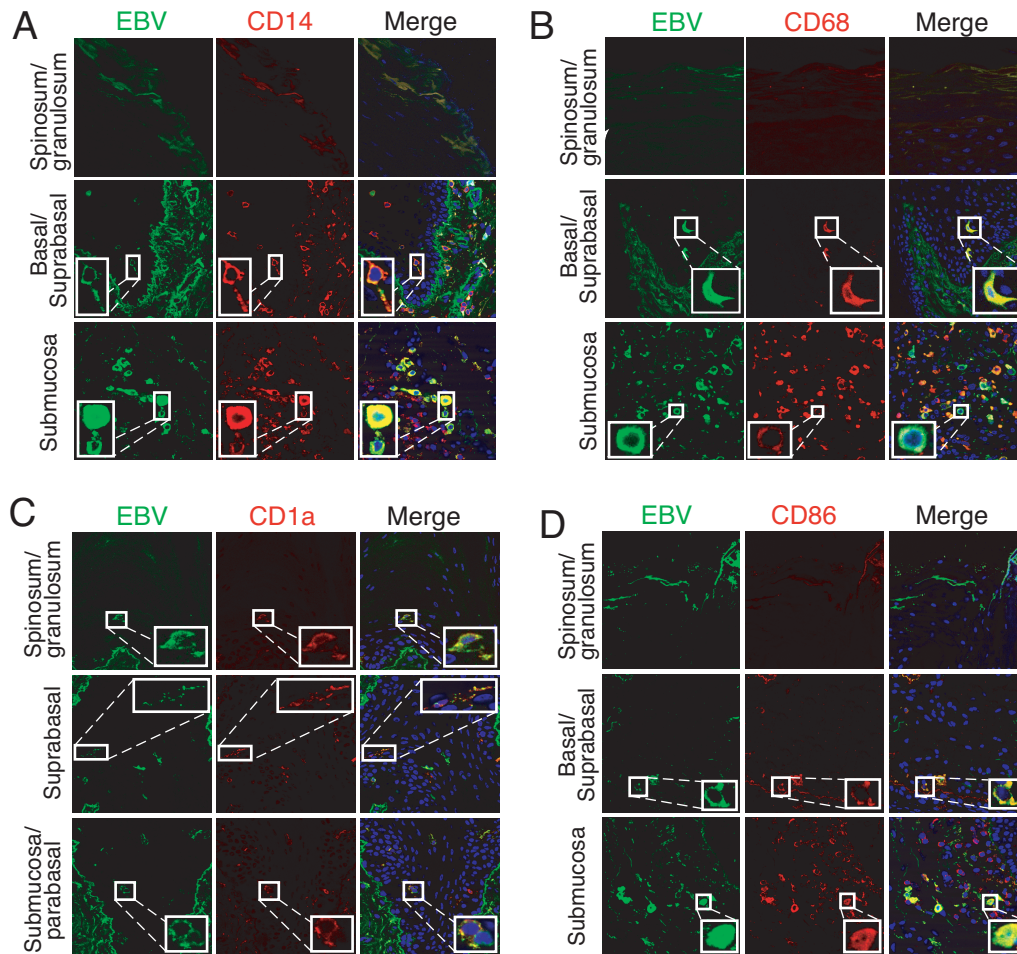 A
EBV CD14 Merge
Spinosum/
granulosum
Basal/
Suprabasal
Submucosa
B
EBV CD68 Merge
Spinosum/
granulosum
Basal/
Suprabasal
Submucosa
C
EBV CD1a Merge
Spinosum/
granulosum
Suprabasal
Submucosa/
parabasal
D
EBV CD86 Merge
Spinosum/
granulosum
Basal/
Suprabasal
Submucosa